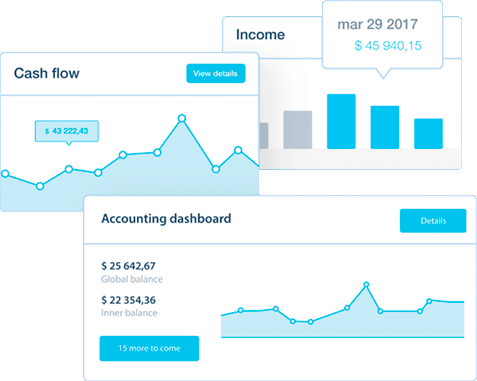 mar 29 2017
$ 45 940,15
Income
Cash flow
View details
$ 43 222,43
Accounting dashboard
Details
$ 25 642,67
Global balance
$ 22 354,36
Inner balance
15 more to come